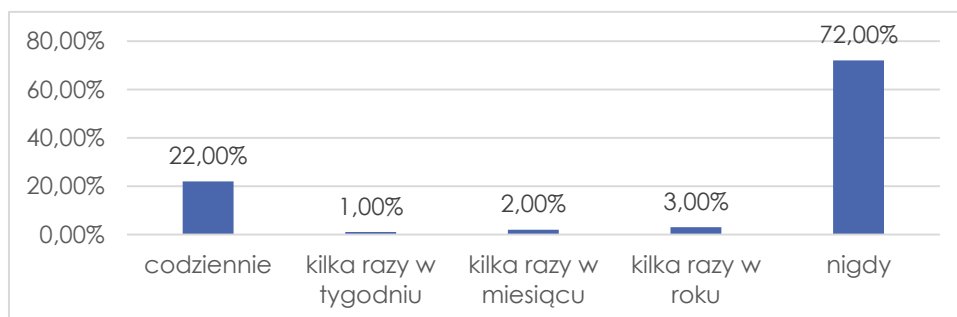 80,00%
60,00%
40,00%
20,00%
0,00%
22,00%
1,00%
2,00%
3,00%
72,00%
codziennie
kilka razy w
tygodniu
kilka razy w
miesiącu
kilka razy w
roku
nigdy